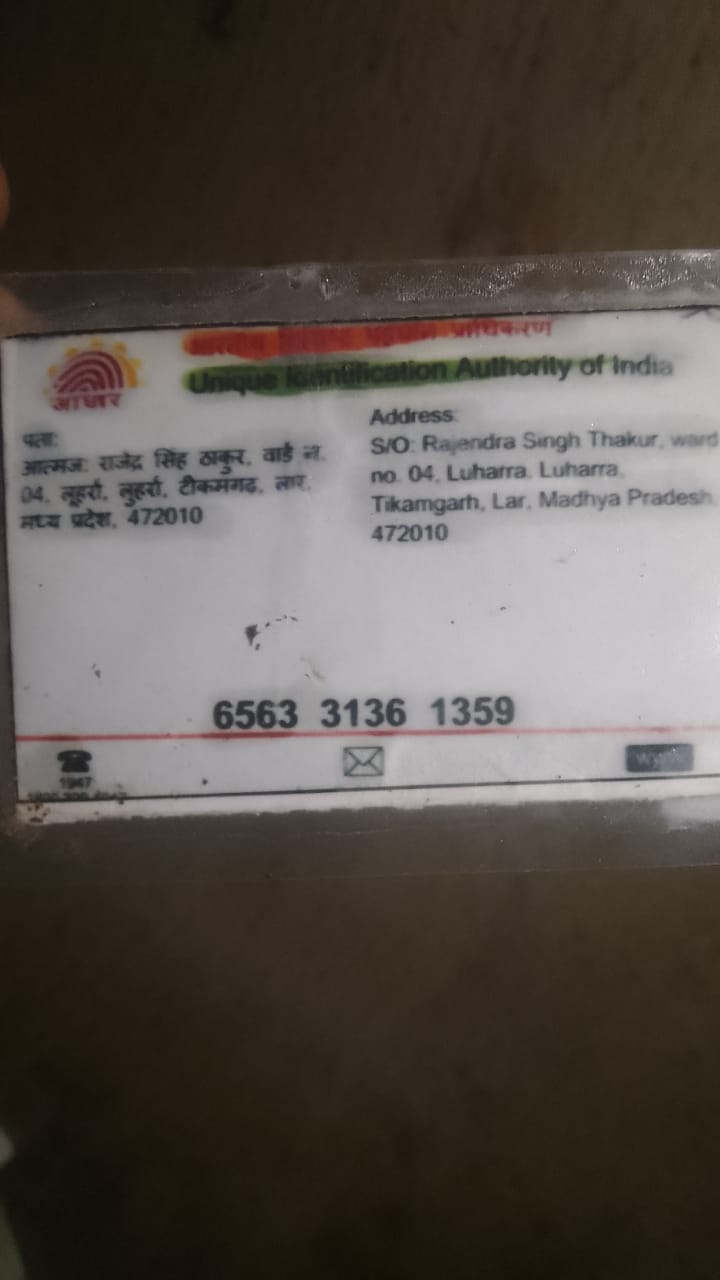 प्राधिकरण
Unique Identification Authority of India
आधार
पता:
आत्मज: राजेंद्र सिंह ठाकुर, वार्ड न.
04, लूहर्रा, लुहर्रा, टीकमगढ, लार,
मध्य प्रदेश, 472010
Address:
S/O: Rajendra Singh Thakur, ward
no. 04, Luharra, Luharra,
Tikamgarh, Lar, Madhya Pradesh,
472010
6563 3136 1359
1947